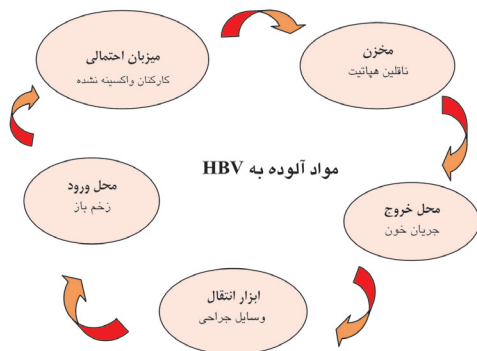 میزبان احتمالی
کارکنان واکسینه نشده
مخزن
ناقلین هپاتیت
مواد آلوده به HBV
محل ورود
زخم باز
محل خروج
جریان خون
ابزار انتقال
وسایل جراحی